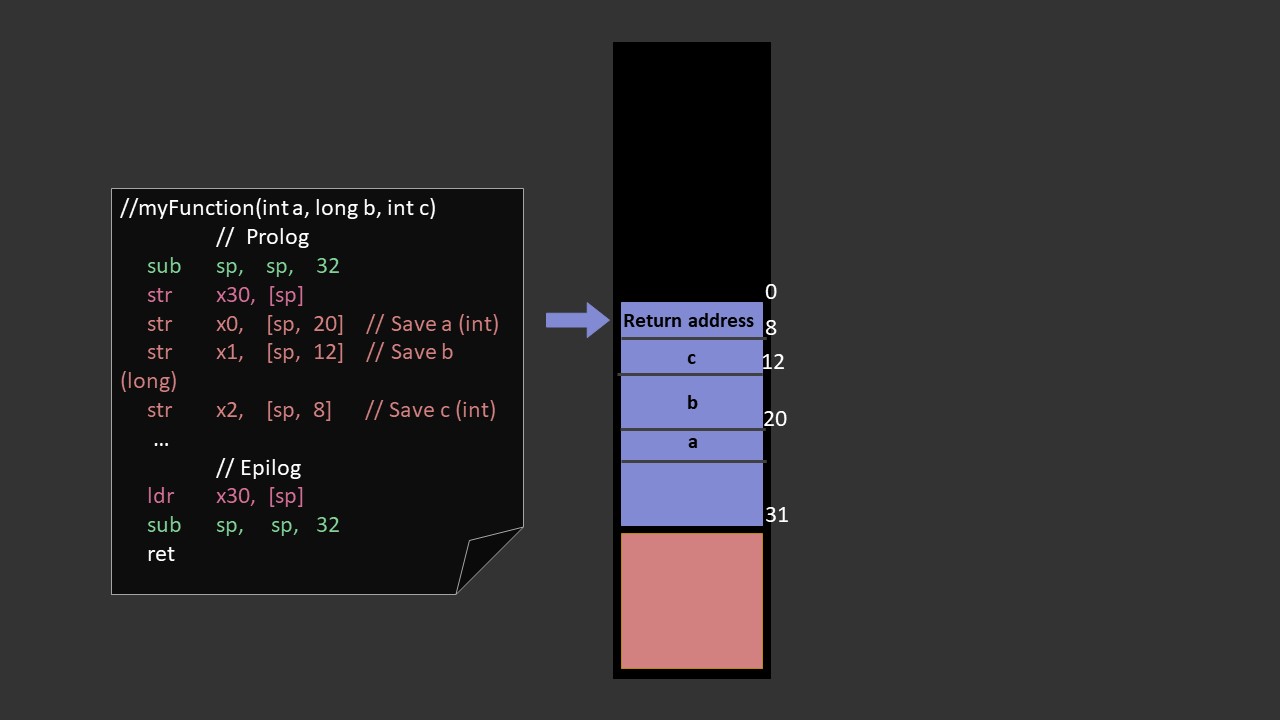 //myFunction(int a, long b, int c)
// Prolog
sub sp, sp, 32
str x30, [sp]
str x0, [sp, 20] // Save a (int)
str x1, [sp, 12] // Save b
(long)
str x2, [sp, 8] // Save c (int)
...
// Epilog
ldr x30, [sp]
sub sp, sp, 32
ret
0
Return address
8
c
12
b
20
a
31